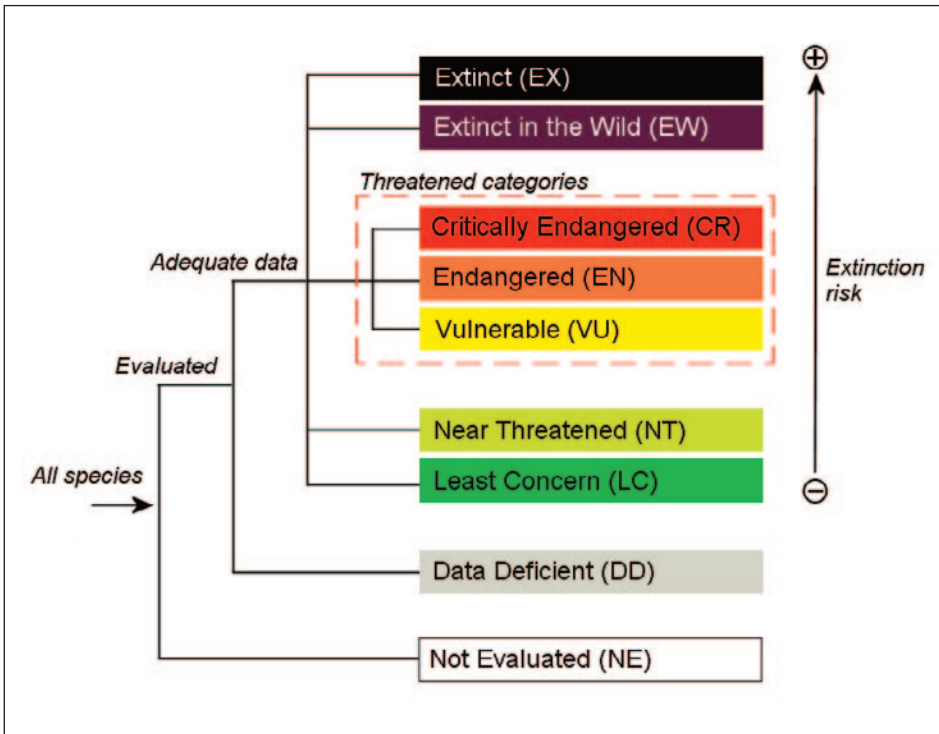 Extinct (EX)
Extinct in the Wild (EW)
Threatened categories
Critically Endangered (CR)
Adequate data
Endangered (EN)
Extinction
risk
Vulnerable (VU)
Evaluated
Near Threatened (NT)
All species
Least Concern (LC)
Data Deficient (DD)
Not Evaluated (NE)